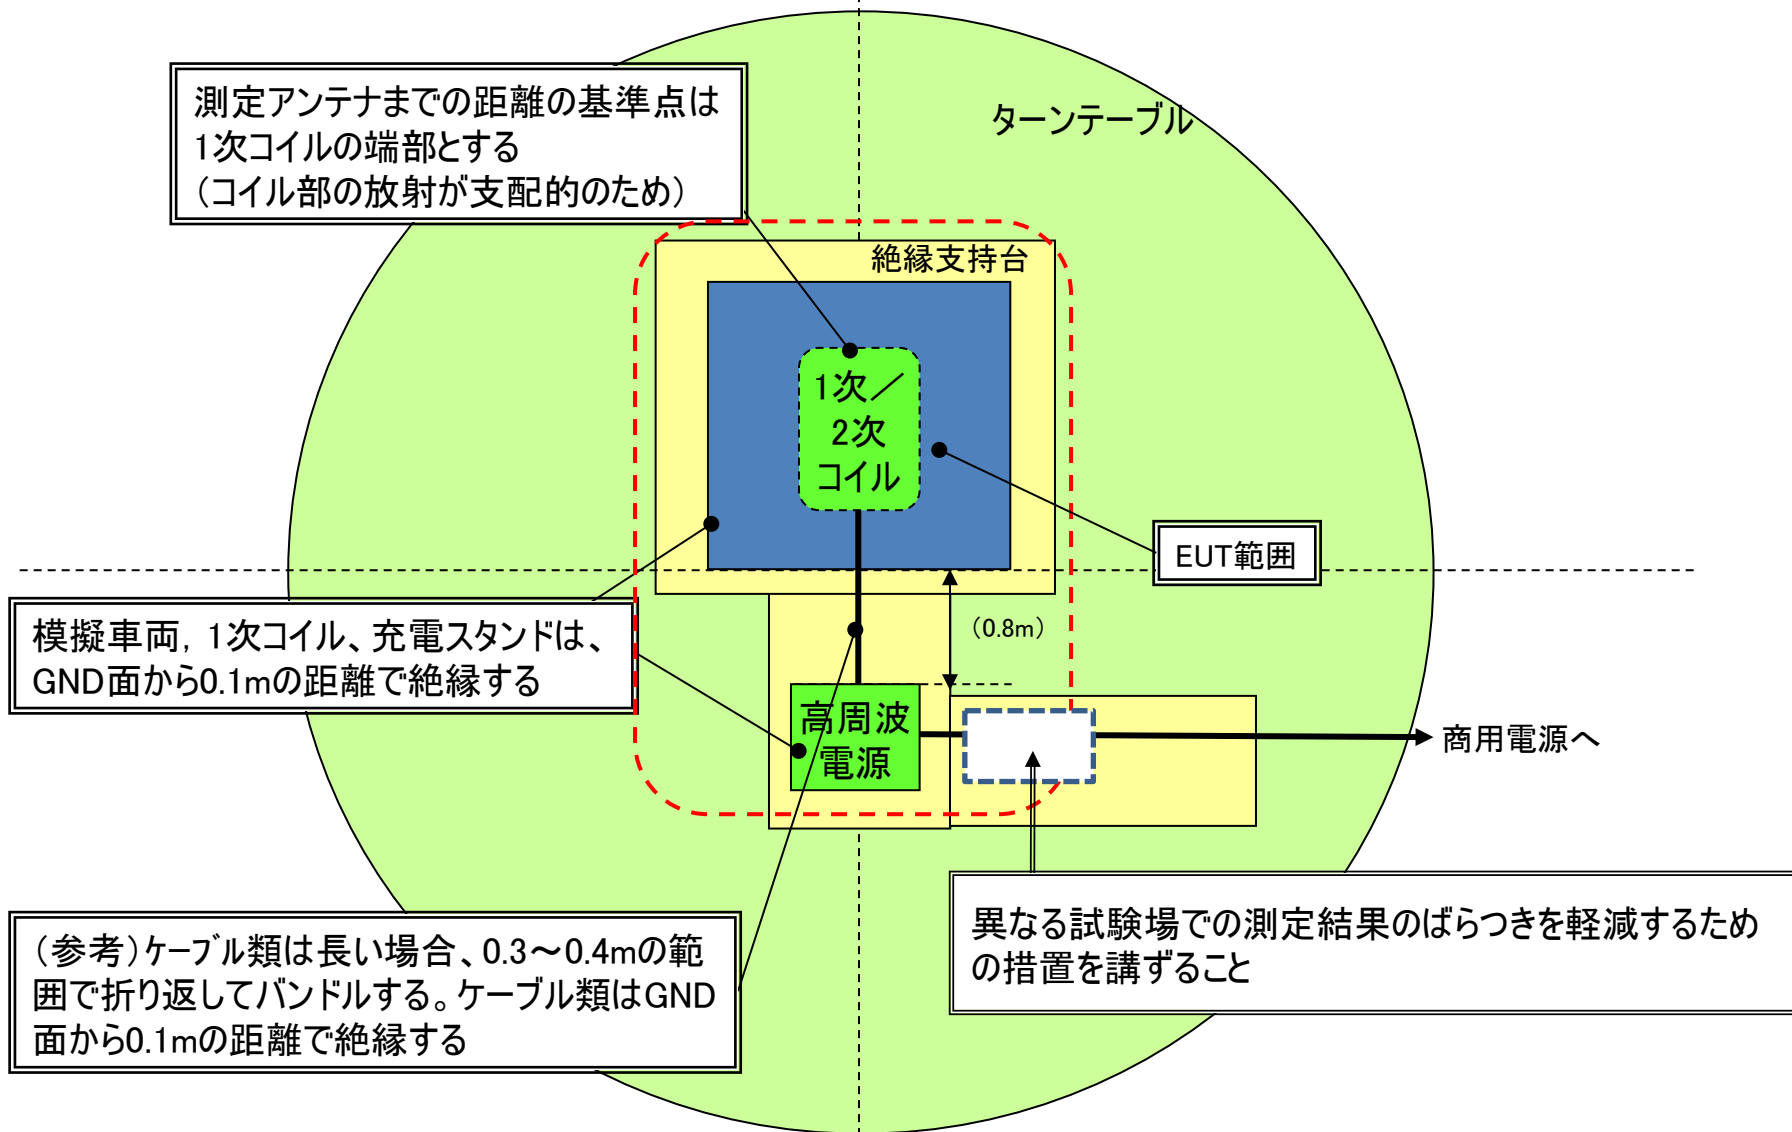 測定アンテナまでの距離の基準点は
1次コイルの端部とする
（コイル部の放射が支配的のため）
ターンテーブル
絶縁支持台
1次／
2次
コイル
EUT範囲
模擬車両，1次コイル、充電スタンドは、
GND面から0.1mの距離で絶縁する
（0.8m）
高周波
電源
商用電源へ
（参考）ケーブル類は長い場合、0.3～0.4mの範
囲で折り返してバンドルする。ケーブル類はGND
面から0.1mの距離で絶縁する
異なる試験場での測定結果のばらつきを軽減するため
の措置を講ずること